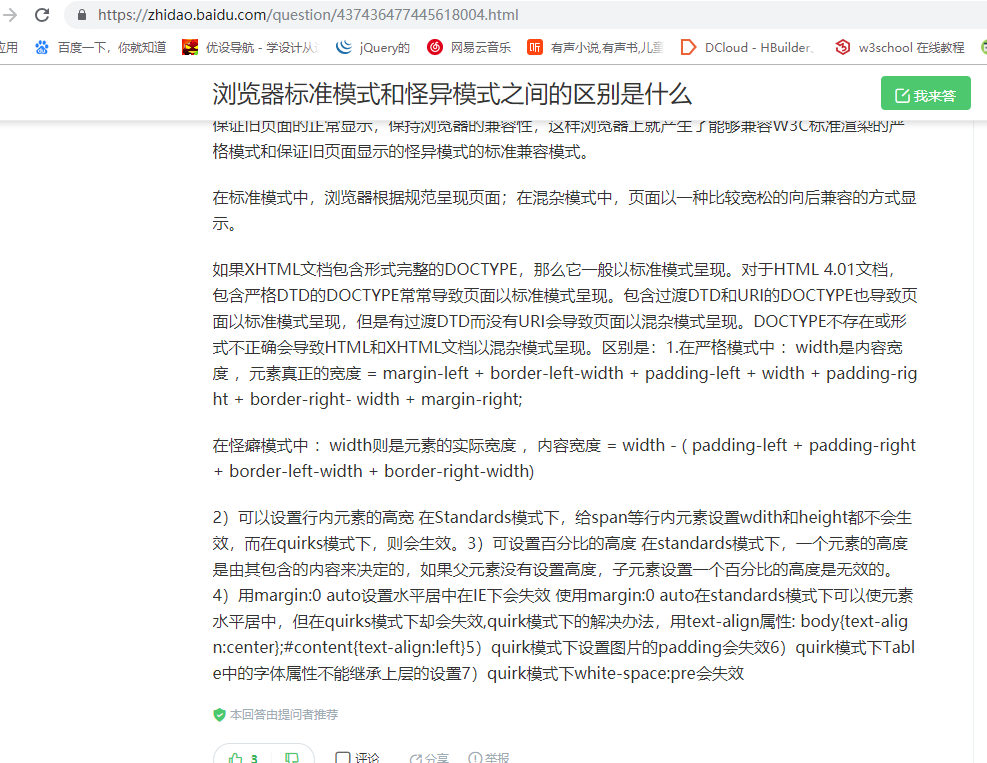 https://zhidao.baidu.com/question/437436477445618004.html
应用 百度一下，你就知道 优设导航 - 学设计从 jQuery的 网易云音乐 有声小说,有声书,儿童 DCloud - HBuilder, w3school 在线教程
浏览器标准模式和怪异模式之间的区别是什么 我来答
保证旧页面的正常显示，保持浏览器的兼容性，这样浏览器上就产生了能够兼容W3C标准渲染的严
格模式和保证旧页面显示的怪异模式的标准兼容模式。
在标准模式中，浏览器根据规范呈现页面；在混杂模式中，页面以一种比较宽松的向后兼容的方式显
示。
如果XHTML文档包含形式完整的DOCTYPE，那么它一般以标准模式呈现。对于HTML 4.01文档，
包含严格DTD的DOCTYPE常常导致页面以标准模式呈现。包含过渡DTD和URI的DOCTYPE也导致页
面以标准模式呈现，但是有过渡DTD而没有URI会导致页面以混杂模式呈现。DOCTYPE不存在或形
式不正确会导致HTML和XHTML文档以混杂模式呈现。区别是：1.在严格模式中 ：width是内容宽
度 ，元素真正的宽度 = margin-left + border-left-width + padding-left + width + padding-rig
ht + border-right- width + margin-right;
在怪癖模式中 ：width则是元素的实际宽度 ，内容宽度 = width - ( padding-left + padding-right
+ border-left-width + border-right-width)
2）可以设置行内元素的高宽 在Standards模式下，给span等行内元素设置wdith和height都不会生
效，而在quirks模式下，则会生效。3）可设置百分比的高度 在standards模式下，一个元素的高度
是由其包含的内容来决定的，如果父元素没有设置高度，子元素设置一个百分比的高度是无效的。
4）用margin:0 auto设置水平居中在IE下会失效 使用margin:0 auto在standards模式下可以使元素
水平居中，但在quirks模式下却会失效,quirk模式下的解决办法，用text-align属性: body{text-alig
n:center};#content{text-align:left}5）quirk模式下设置图片的padding会失效6）quirk模式下Tabl
e中的字体属性不能继承上层的设置7）quirk模式下white-space:pre会失效
本回答由提问者推荐
3 评论 分享 举报